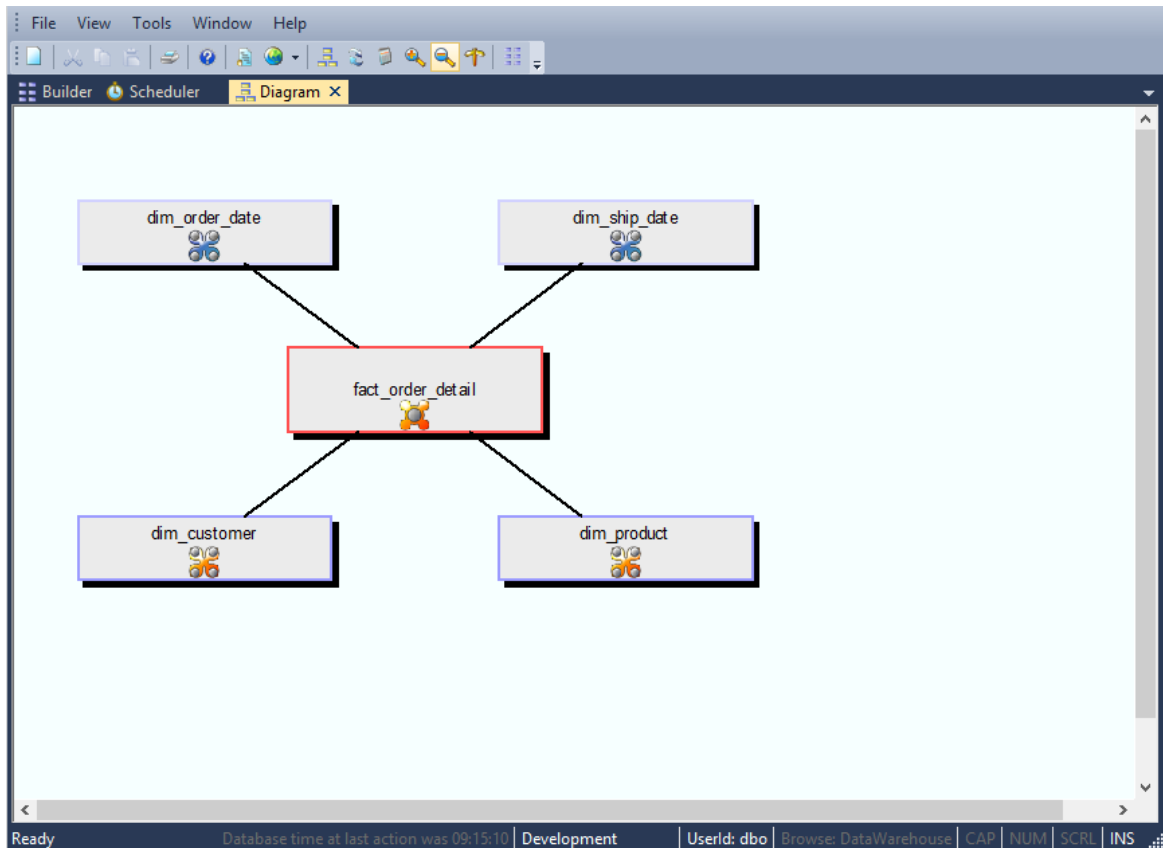 File View Tools Window Help
Builder Scheduler Diagram
dim_order_date dim_ship_date
fact_order_detail
dim_customer dim_product
Ready Database time at last action was 09:15:10 Development UserId: dbo Browse: DataWarehouse CAP NUM SCRL INS